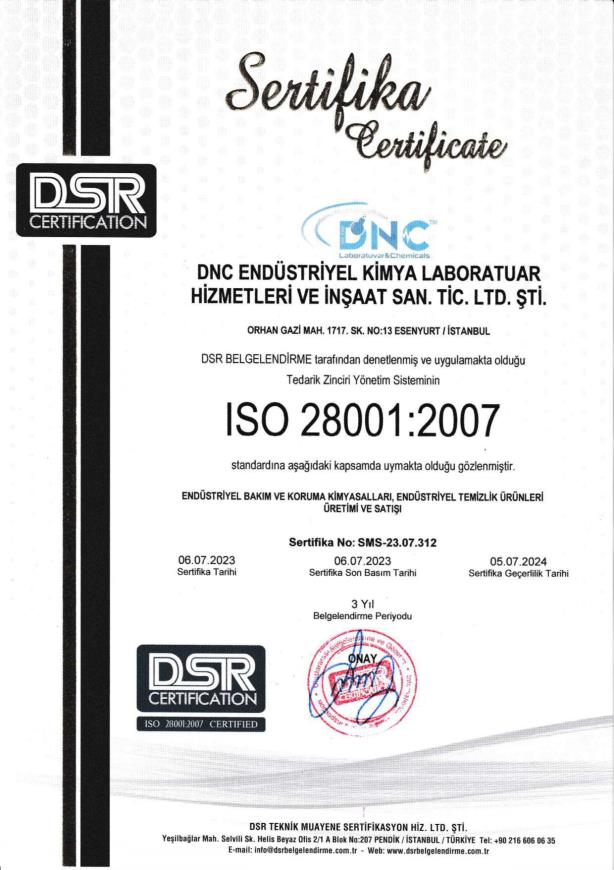 Sertifika
Certificate
DSR
CERTIFICATION
DNC™
Laboratuvar&Chemicals
DNC ENDÜSTRİYEL KİMYA LABORATUAR
HİZMETLERİ VE İNŞAAT SAN. TİC. LTD. ŞTİ.
ORHAN GAZİ MAH. 1717. SK. NO:13 ESENYURT / İSTANBUL
DSR BELGELENDİRME tarafından denetlenmiş ve uygulamakta olduğu
Tedarik Zinciri Yönetim Sisteminin
ISO 28001:2007
standardına aşağıdaki kapsamda uymakta olduğu gözlenmiştir.
ENDÜSTRİYEL BAKIM VE KORUMA KİMYASALLARI, ENDÜSTRİYEL TEMİZLİK ÜRÜNLERİ
ÜRETİMİ VE SATIŞI
Sertifika No: SMS-23.07.312
06.07.2023 06.07.2023 05.07.2024
Sertifika Tarihi Sertifika Son Basım Tarihi Sertifika Geçerlilik Tarihi
3 Yıl
Belgelendirme Periyodu
DSR
CERTIFICATION
ISO 28001:2007 CERTIFIED
ONAY
DSR TEKNİK MUAYENE SERTİFİKASYON HİZ. LTD. ŞTİ.
Yeşilbağlar Mah. Selvili Sk. Helis Beyaz Ofis 2/1 A Blok No:207 PENDİK / İSTANBUL / TÜRKİYE Tel: +90 216 606 06 35
E-mail: info@dsrbelgelendirme.com.tr - Web: www.dsrbelgelendirme.com.tr